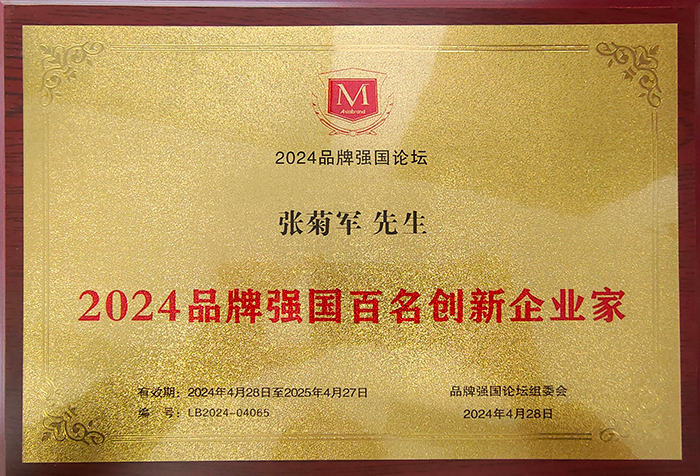 M
Asiabrand
2024品牌强国论坛
张菊军 先生
2024品牌强国百名创新企业家
有效期：2024年4月28日至2025年4月27日
编 号：LB2024-04065
品牌强国论坛组委会
2024年4月28日